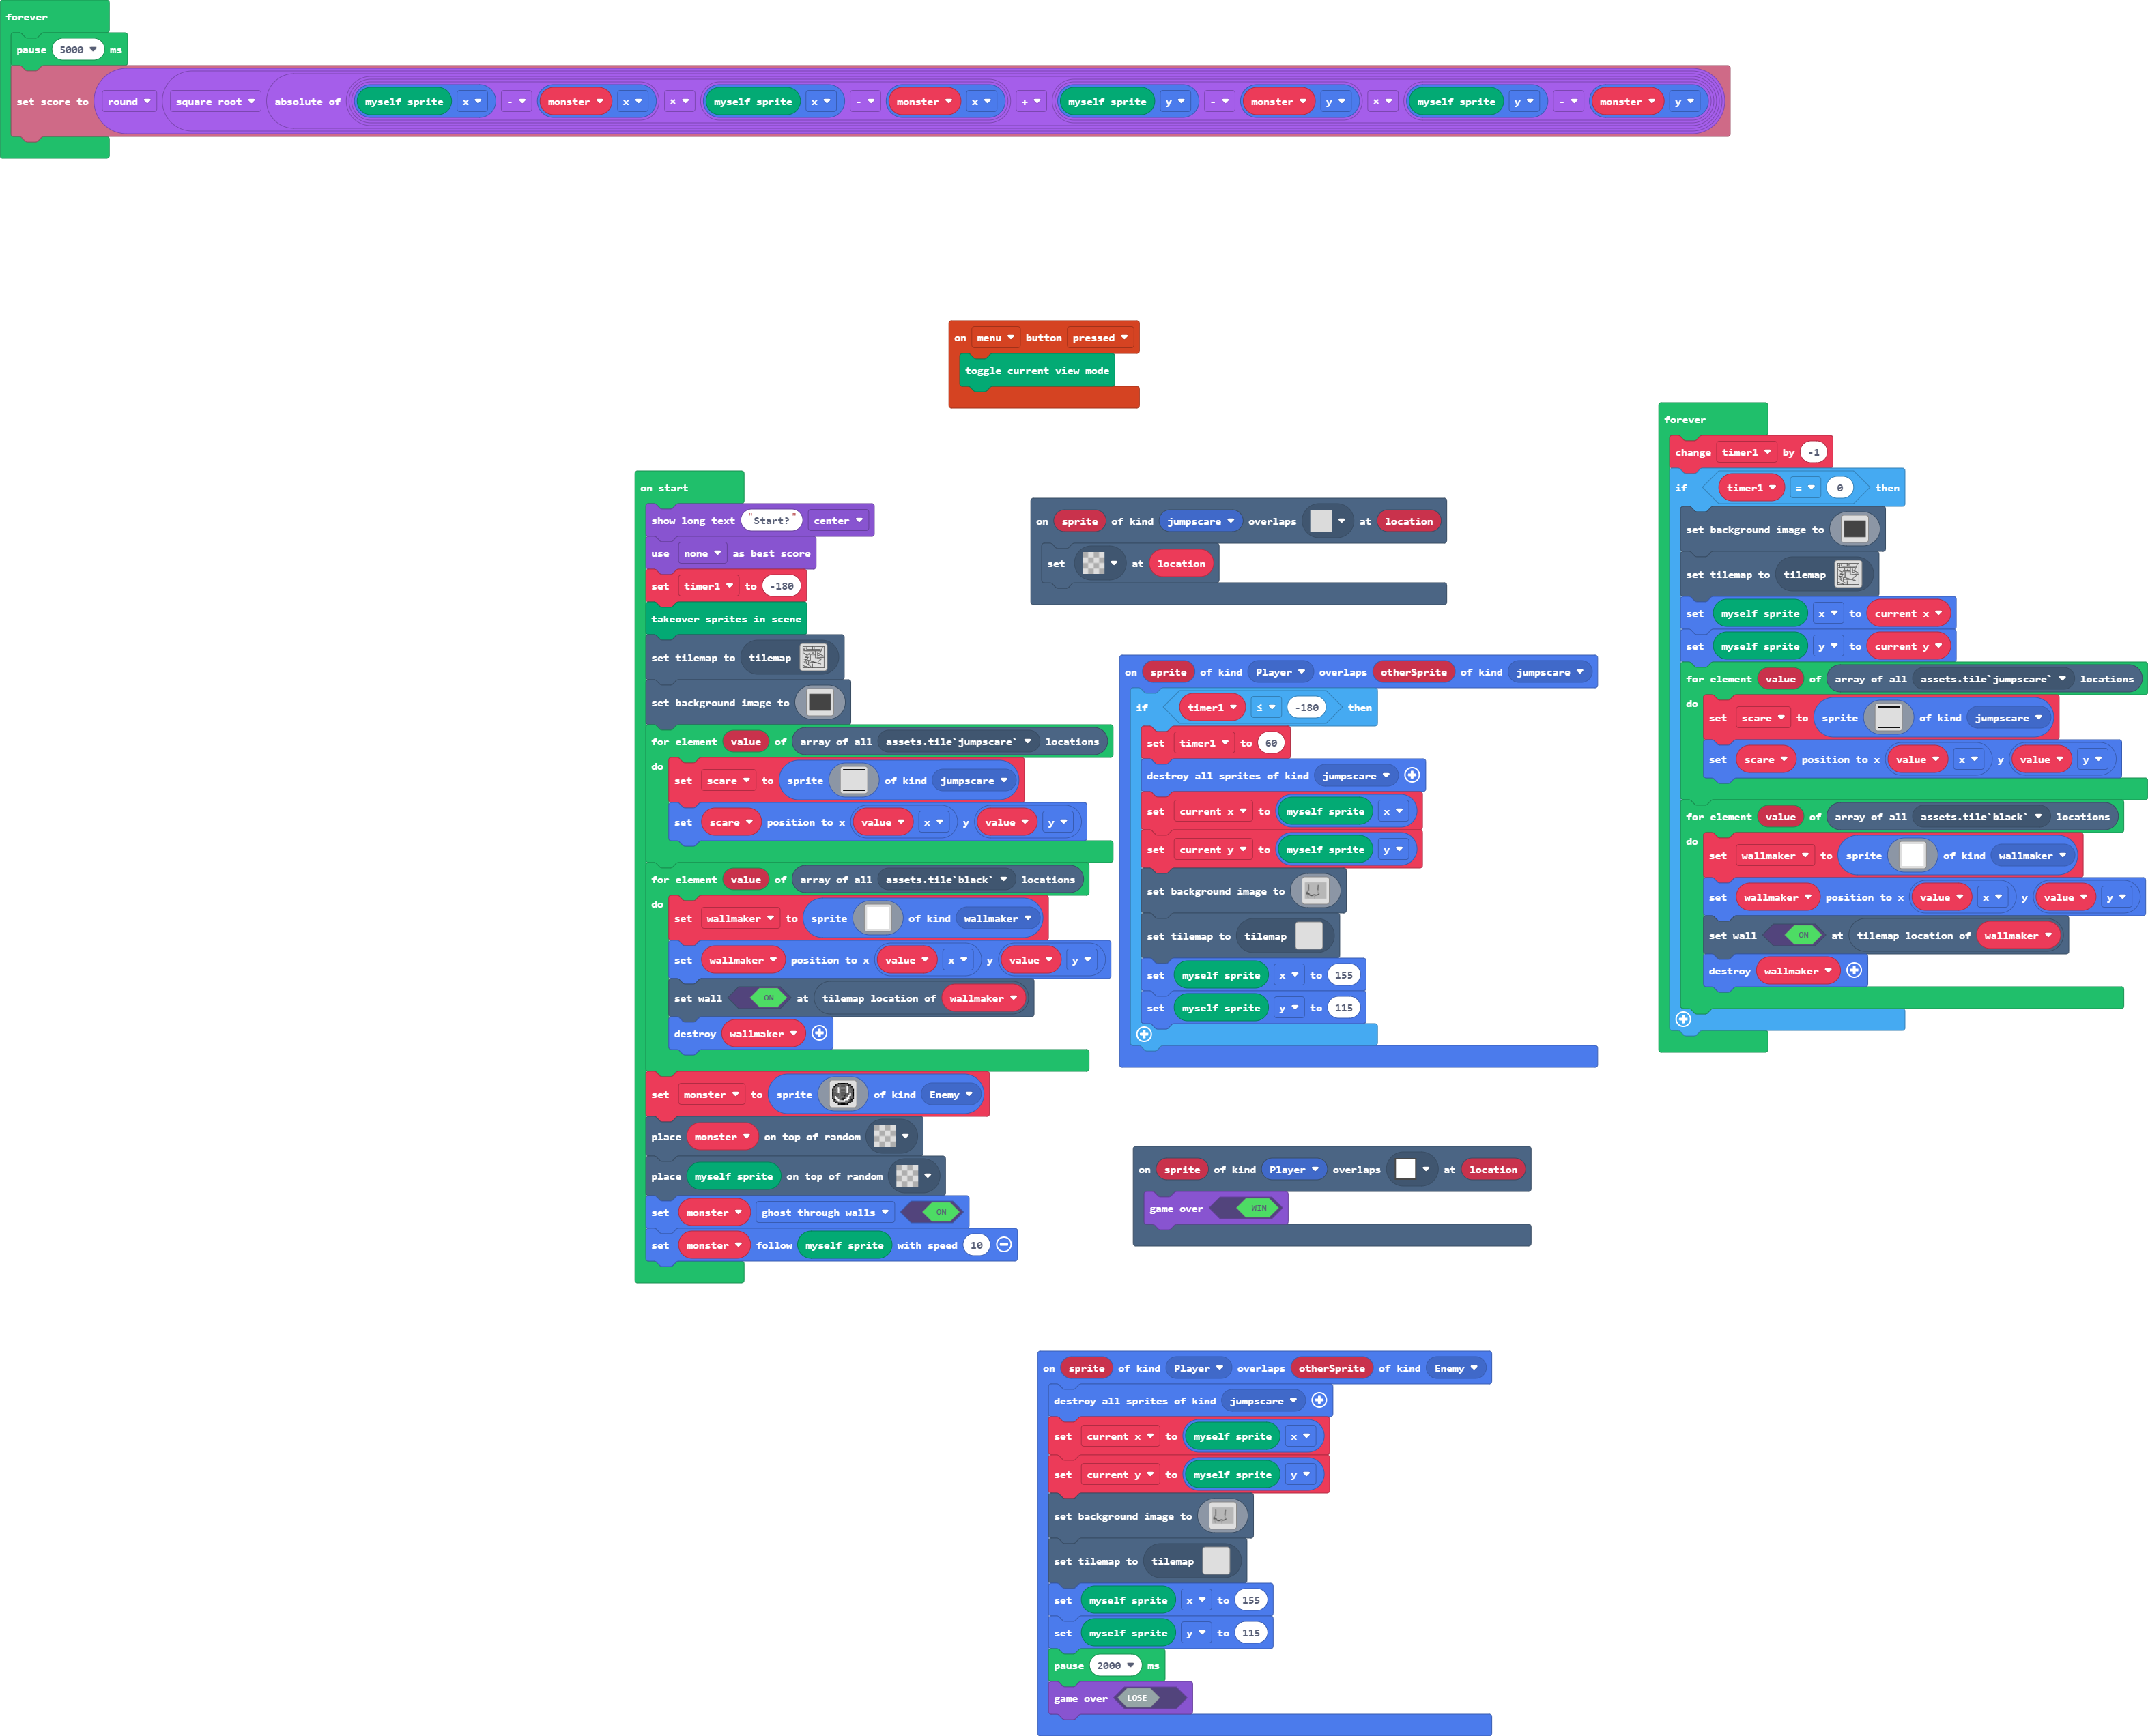 forever
pause 5000 ms
set score to round square root absolute of myself sprite x - monster x × myself sprite x - monster x + myself sprite y - monster y × myself sprite y - monster y
on menu button pressed
toggle current view mode
on start
show long text "Start?" center
use none as best score
set timer1 to -180
takeover sprites in scene
set tilemap to tilemap
set background image to
for element value of array of all assets.tile`jumpscare` locations
do
set scare to sprite of kind jumpscare
set scare position to x value x y value y
for element value of array of all assets.tile`black` locations
do
set wallmaker to sprite of kind wallmaker
set wallmaker position to x value x y value y
set wall ON at tilemap location of wallmaker
destroy wallmaker
set monster to sprite of kind Enemy
place monster on top of random
place myself sprite on top of random
set monster ghost through walls ON
set monster follow myself sprite with speed 10
on sprite of kind jumpscare overlaps at location
set at location
on sprite of kind Player overlaps otherSprite of kind jumpscare
if timer1 ≤ -180 then
set timer1 to 60
destroy all sprites of kind jumpscare
set current x to myself sprite x
set current y to myself sprite y
set background image to
set tilemap to tilemap
set myself sprite x to 155
set myself sprite y to 115
on sprite of kind Player overlaps at location
game over WIN
on sprite of kind Player overlaps otherSprite of kind Enemy
destroy all sprites of kind jumpscare
set current x to myself sprite x
set current y to myself sprite y
set background image to
set tilemap to tilemap
set myself sprite x to 155
set myself sprite y to 115
pause 2000 ms
game over LOSE
forever
change timer1 by -1
if timer1 = 0 then
set background image to
set tilemap to tilemap
set myself sprite x to current x
set myself sprite y to current y
for element value of array of all assets.tile`jumpscare` locations
do
set scare to sprite of kind jumpscare
set scare position to x value x y value y
for element value of array of all assets.tile`black` locations
do
set wallmaker to sprite of kind wallmaker
set wallmaker position to x value x y value y
set wall ON at tilemap location of wallmaker
destroy wallmaker